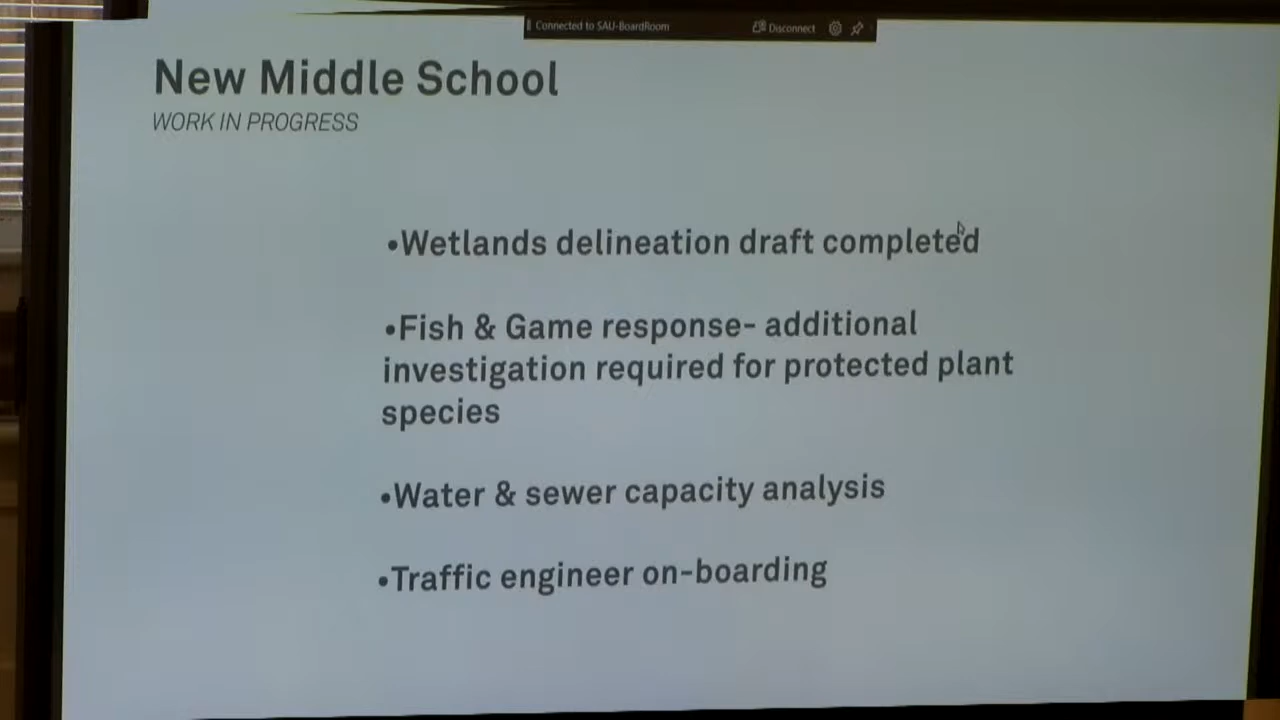 Connected to SAU-BoardRoom Disconnect
New Middle School
WORK IN PROGRESS
•Wetlands delineation draft completed
•Fish & Game response- additional
investigation required for protected plant
species
•Water & sewer capacity analysis
•Traffic engineer on-boarding